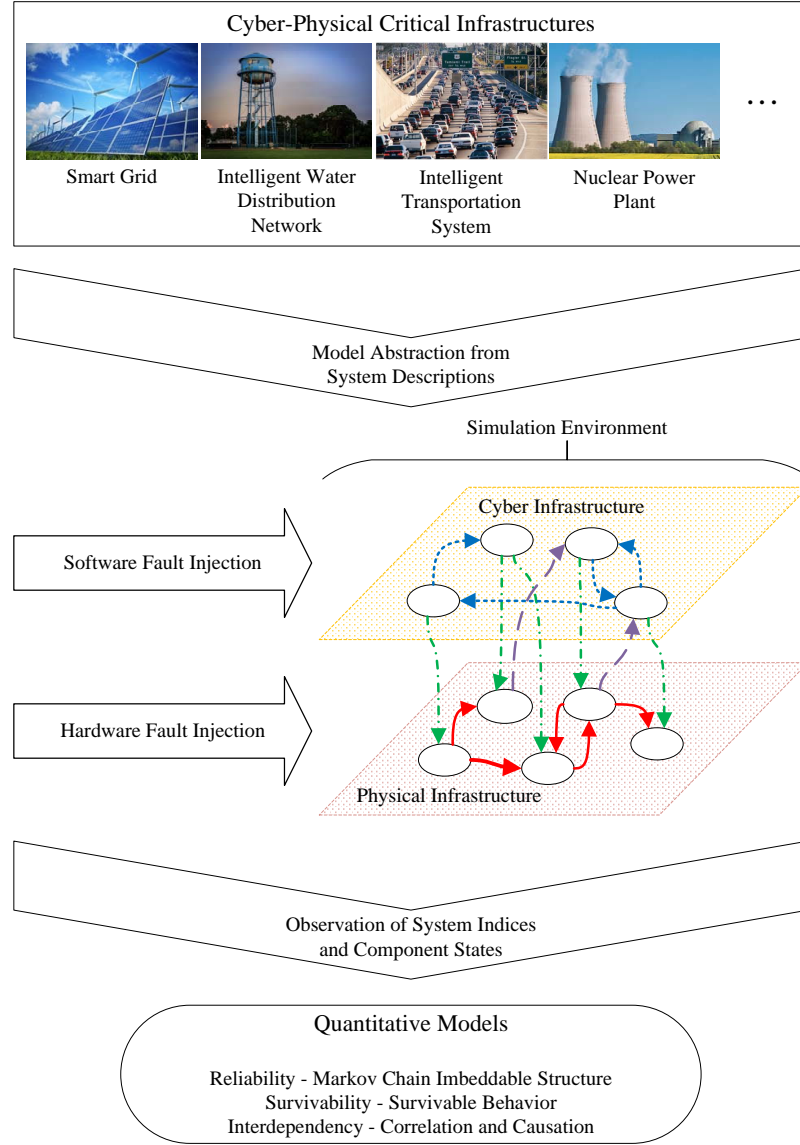 Cyber-Physical Critical Infrastructures
...
Smart Grid
Intelligent Water
Distribution
Network
Intelligent
Transportation
System
Nuclear Power
Plant
Model Abstraction from
System Descriptions
Simulation Environment
Cyber Infrastructure
Software Fault Injection
Hardware Fault Injection
Physical Infrastructure
Observation of System Indices
and Component States
Quantitative Models
Reliability - Markov Chain Imbeddable Structure
Survivability - Survivable Behavior
Interdependency - Correlation and Causation